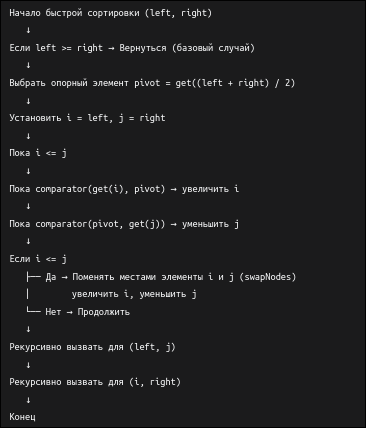 Начало быстрой сортировки (left, right)
↓
Если left >= right → Вернуться (базовый случай)
↓
Выбрать опорный элемент pivot = get((left + right) / 2)
↓
Установить i = left, j = right
↓
Пока i <= j
↓
Пока comparator(get(i), pivot) → увеличить i
↓
Пока comparator(pivot, get(j)) → уменьшить j
↓
Если i <= j
├── Да → Поменять местами элементы i и j (swapNodes)
│ увеличить i, уменьшить j
└── Нет → Продолжить
↓
Рекурсивно вызвать для (left, j)
↓
Рекурсивно вызвать для (i, right)
↓
Конец